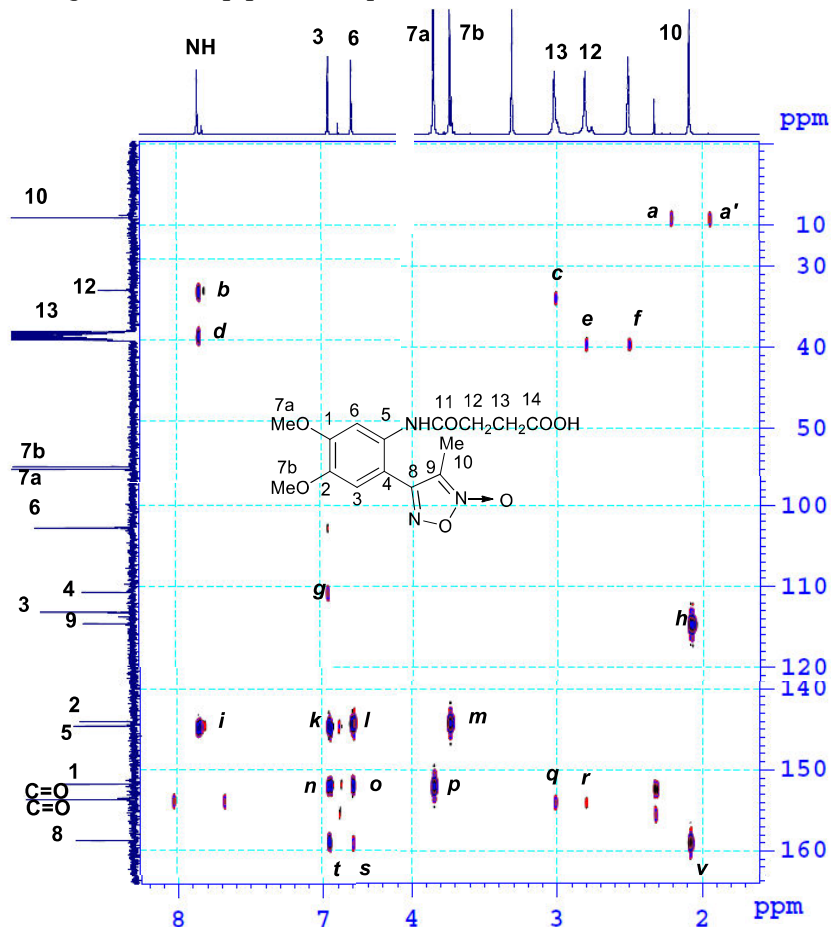 NH
3
6
7a
7b
13
12
10
ppm
10
12
13
7b
7a
6
4
3
9
2
5
1
C=O
C=O
8
a
a'
b
c
d
e
f
7a
MeO
1
6
5
11
12
13
14
NHCOCH2CH2COOH
Me
7b
MeO
2
3
4
8
9
10
N
O
N
O
g
h
i
k
l
m
n
o
p
q
r
t
s
v
10
30
40
50
100
110
120
140
150
160
8
7
4
3
2
ppm